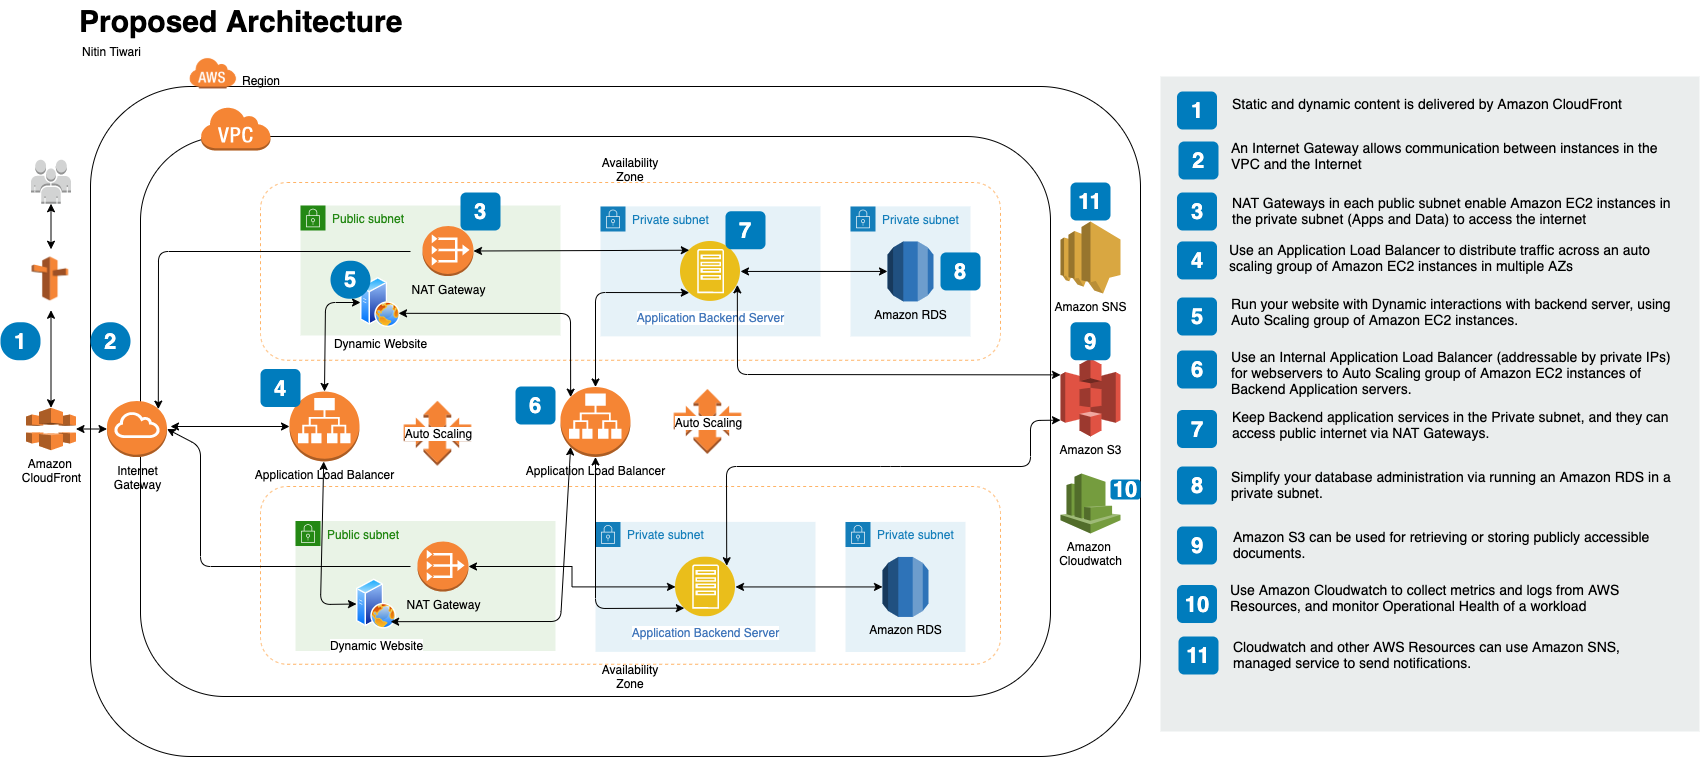 Proposed Architecture
Nitin Tiwari
AWS
Region
VPC
Availability
Zone
Public subnet
3
NAT Gateway
5
Dynamic Website
Private subnet
7
Application Backend Server
Private subnet
8
Amazon RDS
11
Amazon SNS
9
Amazon S3
10
Amazon
Cloudwatch
1
2
Amazon
CloudFront
Internet
Gateway
4
Application Load Balancer
Auto Scaling
6
Application Load Balancer
Auto Scaling
Public subnet
NAT Gateway
Dynamic Website
Private subnet
Application Backend Server
Private subnet
Amazon RDS
Availability
Zone
1
Static and dynamic content is delivered by Amazon CloudFront
2
An Internet Gateway allows communication between instances in the
VPC and the Internet
3
NAT Gateways in each public subnet enable Amazon EC2 instances in
the private subnet (Apps and Data) to access the internet
4
Use an Application Load Balancer to distribute traffic across an auto
scaling group of Amazon EC2 instances in multiple AZs
5
Run your website with Dynamic interactions with backend server, using
Auto Scaling group of Amazon EC2 instances.
6
Use an Internal Application Load Balancer (addressable by private IPs)
for webservers to Auto Scaling group of Amazon EC2 instances of
Backend Application servers.
7
Keep Backend application services in the Private subnet, and they can
access public internet via NAT Gateways.
8
Simplify your database administration via running an Amazon RDS in a
private subnet.
9
Amazon S3 can be used for retrieving or storing publicly accessible
documents.
10
Use Amazon Cloudwatch to collect metrics and logs from AWS
Resources, and monitor Operational Health of a workload
11
Cloudwatch and other AWS Resources can use Amazon SNS,
managed service to send notifications.